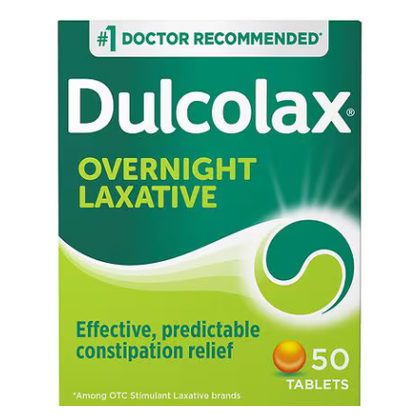 #1 DOCTOR RECOMMENDED*
Dulcolax®
OVERNIGHT
LAXATIVE
Effective, predictable
constipation relief
50
TABLETS
*Among OTC Stimulant Laxative brands